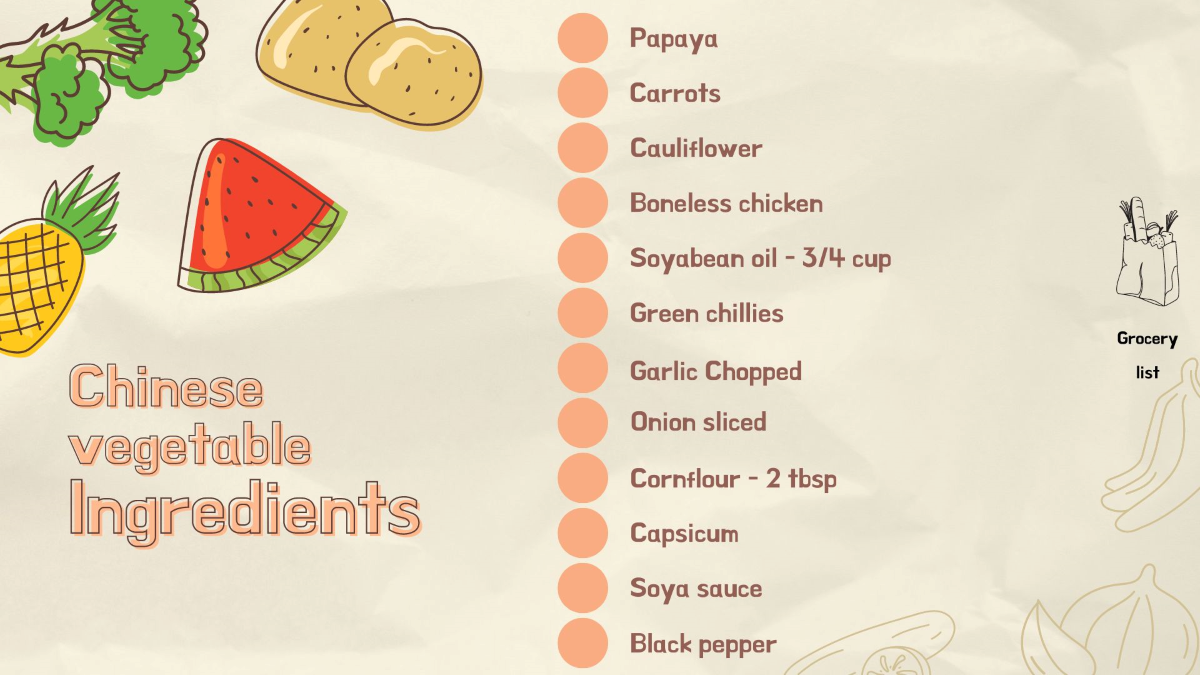 Chinese
vegetable
Ingredients
Papaya
Carrots
Cauliflower
Boneless chicken
Soyabean oil - 3/4 cup
Green chillies
Garlic Chopped
Onion sliced
Cornflour - 2 tbsp
Capsicum
Soya sauce
Black pepper
Grocery
list